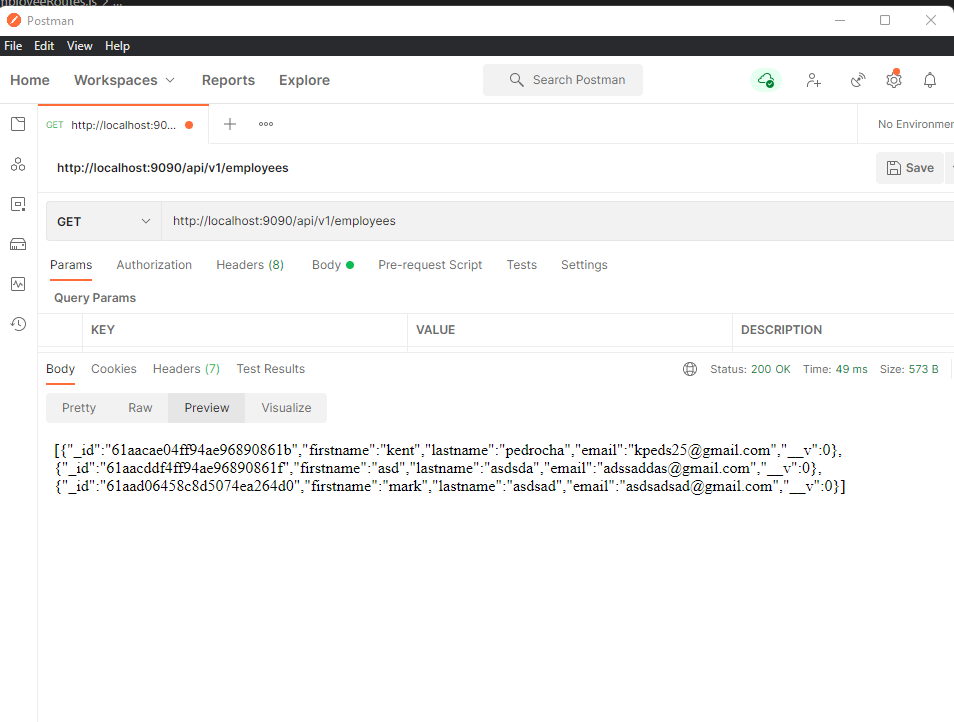 mployeeRoutes.js > ...
Postman
File Edit View Help
Home Workspaces Reports Explore Search Postman
GET http://localhost:90... No Environmen
http://localhost:9090/api/v1/employees Save
GET http://localhost:9090/api/v1/employees
Params Authorization Headers (8) Body Pre-request Script Tests Settings
Query Params
KEY VALUE DESCRIPTION
Body Cookies Headers (7) Test Results Status: 200 OK Time: 49 ms Size: 573 B
Pretty Raw Preview Visualize
[{"_id":"61aacae04ff94ae96890861b","firstname":"kent","lastname":"pedrocha","email":"kpeds25@gmail.com","__v":0},
{"_id":"61aacddf4ff94ae96890861f","firstname":"asd","lastname":"asdsda","email":"adssaddas@gmail.com","__v":0},
{"_id":"61aad06458c8d5074ea264d0","firstname":"mark","lastname":"asdsad","email":"asdsadsad@gmail.com","__v":0}]